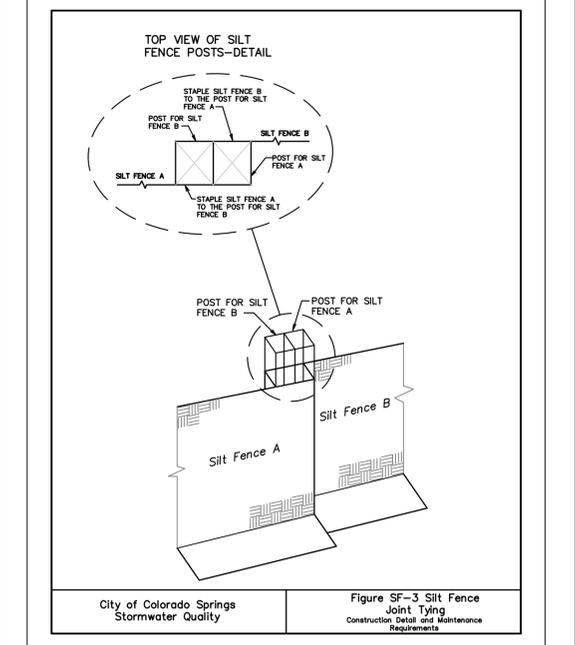 TOP VIEW OF SILT
FENCE POSTS-DETAIL
STAPLE SILT FENCE B
TO THE POST FOR SILT
FENCE A
POST FOR SILT
FENCE B
SILT FENCE B
POST FOR SILT
FENCE A
SILT FENCE A
STAPLE SILT FENCE A
TO THE POST FOR SILT
FENCE B
POST FOR SILT
FENCE B
POST FOR SILT
FENCE A
Silt Fence B
Silt Fence A
City of Colorado Springs
Stormwater Quality
Figure SF-3 Silt Fence
Joint Tying
Construction Detail and Maintenance
Requirements